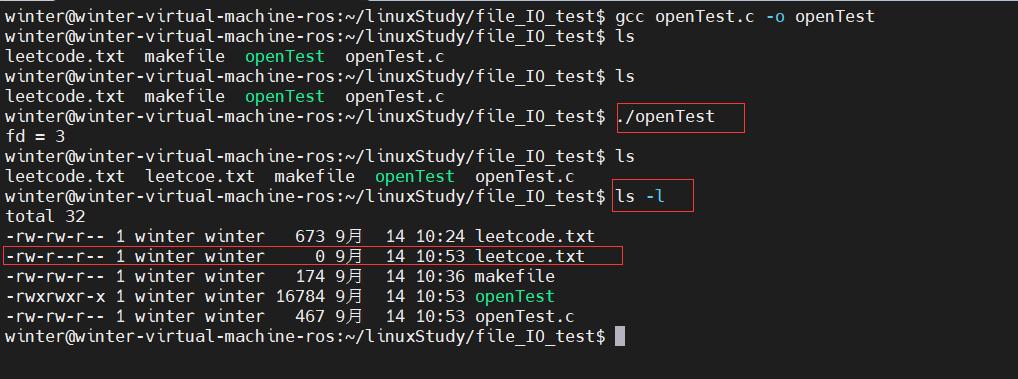 winter@winter-virtual-machine-ros:~/linuxStudy/file_IO_test$ gcc openTest.c -o openTest
winter@winter-virtual-machine-ros:~/linuxStudy/file_IO_test$ ls
leetcode.txt  makefile  openTest  openTest.c
winter@winter-virtual-machine-ros:~/linuxStudy/file_IO_test$ ls
leetcode.txt  makefile  openTest  openTest.c
winter@winter-virtual-machine-ros:~/linuxStudy/file_IO_test$ ./openTest
fd = 3
winter@winter-virtual-machine-ros:~/linuxStudy/file_IO_test$ ls
leetcode.txt  leetcoe.txt  makefile  openTest  openTest.c
winter@winter-virtual-machine-ros:~/linuxStudy/file_IO_test$ ls -l
total 32
-rw-rw-r-- 1 winter winter   673 9月  14 10:24 leetcode.txt
-rw-r--r-- 1 winter winter     0 9月  14 10:53 leetcoe.txt
-rw-rw-r-- 1 winter winter   174 9月  14 10:36 makefile
-rwxrwxr-x 1 winter winter 16784 9月  14 10:53 openTest
-rw-rw-r-- 1 winter winter   467 9月  14 10:53 openTest.c
winter@winter-virtual-machine-ros:~/linuxStudy/file_IO_test$